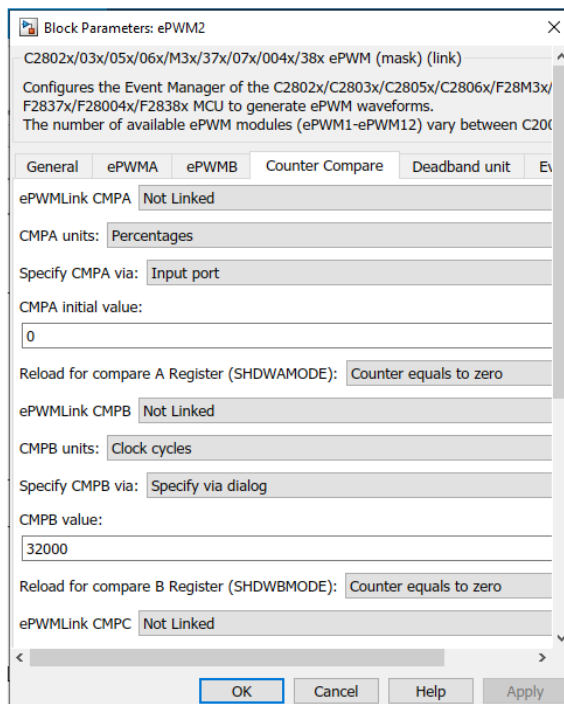 Block Parameters: ePWM2
C2802x/03x/05x/06x/M3x/37x/07x/004x/38x ePWM (mask) (link)
Configures the Event Manager of the C2802x/C2803x/C2805x/C2806x/F28M3x/
F2837x/F28004x/F2838x MCU to generate ePWM waveforms.
The number of available ePWM modules (ePWM1-ePWM12) vary between C200
General ePWMA ePWMB Counter Compare Deadband unit Ev
ePWMLink CMPA Not Linked
CMPA units: Percentages
Specify CMPA via: Input port
CMPA initial value:
0
Reload for compare A Register (SHDWAMODE): Counter equals to zero
ePWMLink CMPB Not Linked
CMPB units: Clock cycles
Specify CMPB via: Specify via dialog
CMPB value:
32000
Reload for compare B Register (SHDWBMODE): Counter equals to zero
ePWMLink CMPC Not Linked
OK Cancel Help Apply